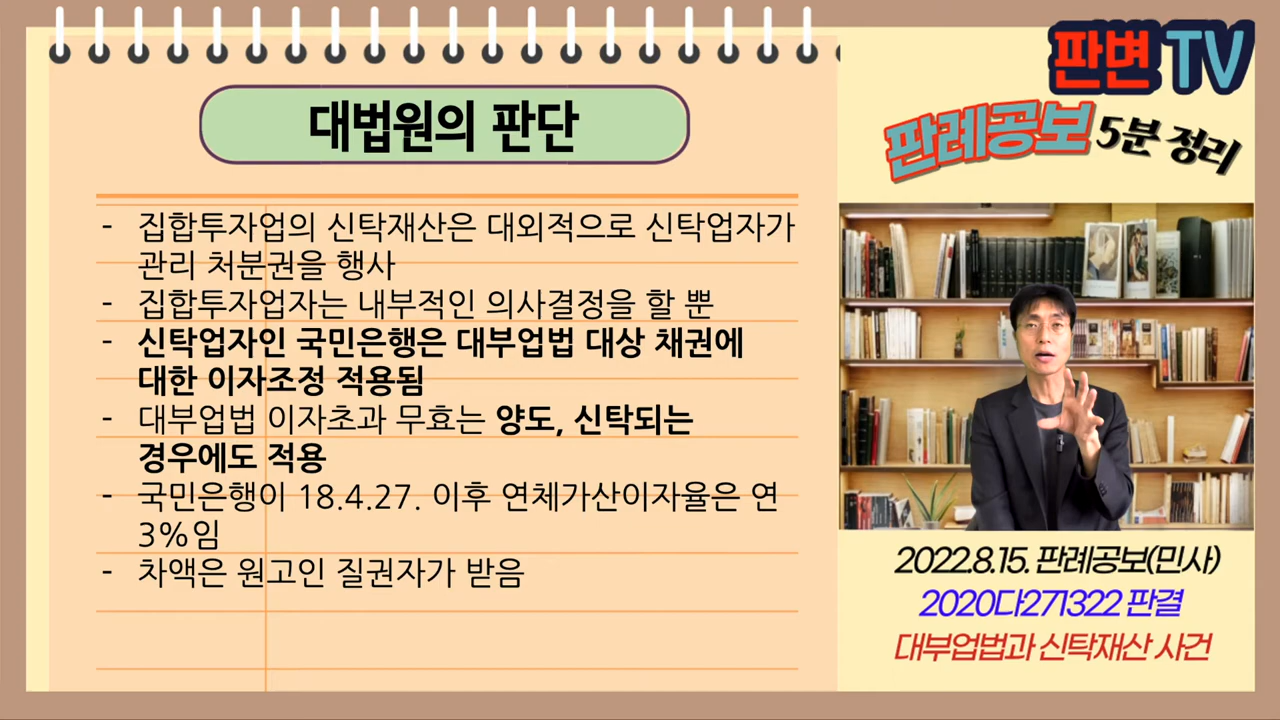 판변 TV
판례공보 5분 정리
대법원의 판단
- 집합투자업의 신탁재산은 대외적으로 신탁업자가
관리 처분권을 행사
- 집합투자업자는 내부적인 의사결정을 할 뿐
- 신탁업자인 국민은행은 대부업법 대상 채권에
대한 이자조정 적용됨
- 대부업법 이자초과 무효는 양도, 신탁되는
경우에도 적용
- 국민은행이 18.4.27. 이후 연체가산이자율은 연
3%임
- 차액은 원고인 질권자가 받음
2022.8.15. 판례공보(민사)
2020다271322 판결
대부업법과 신탁재산 사건